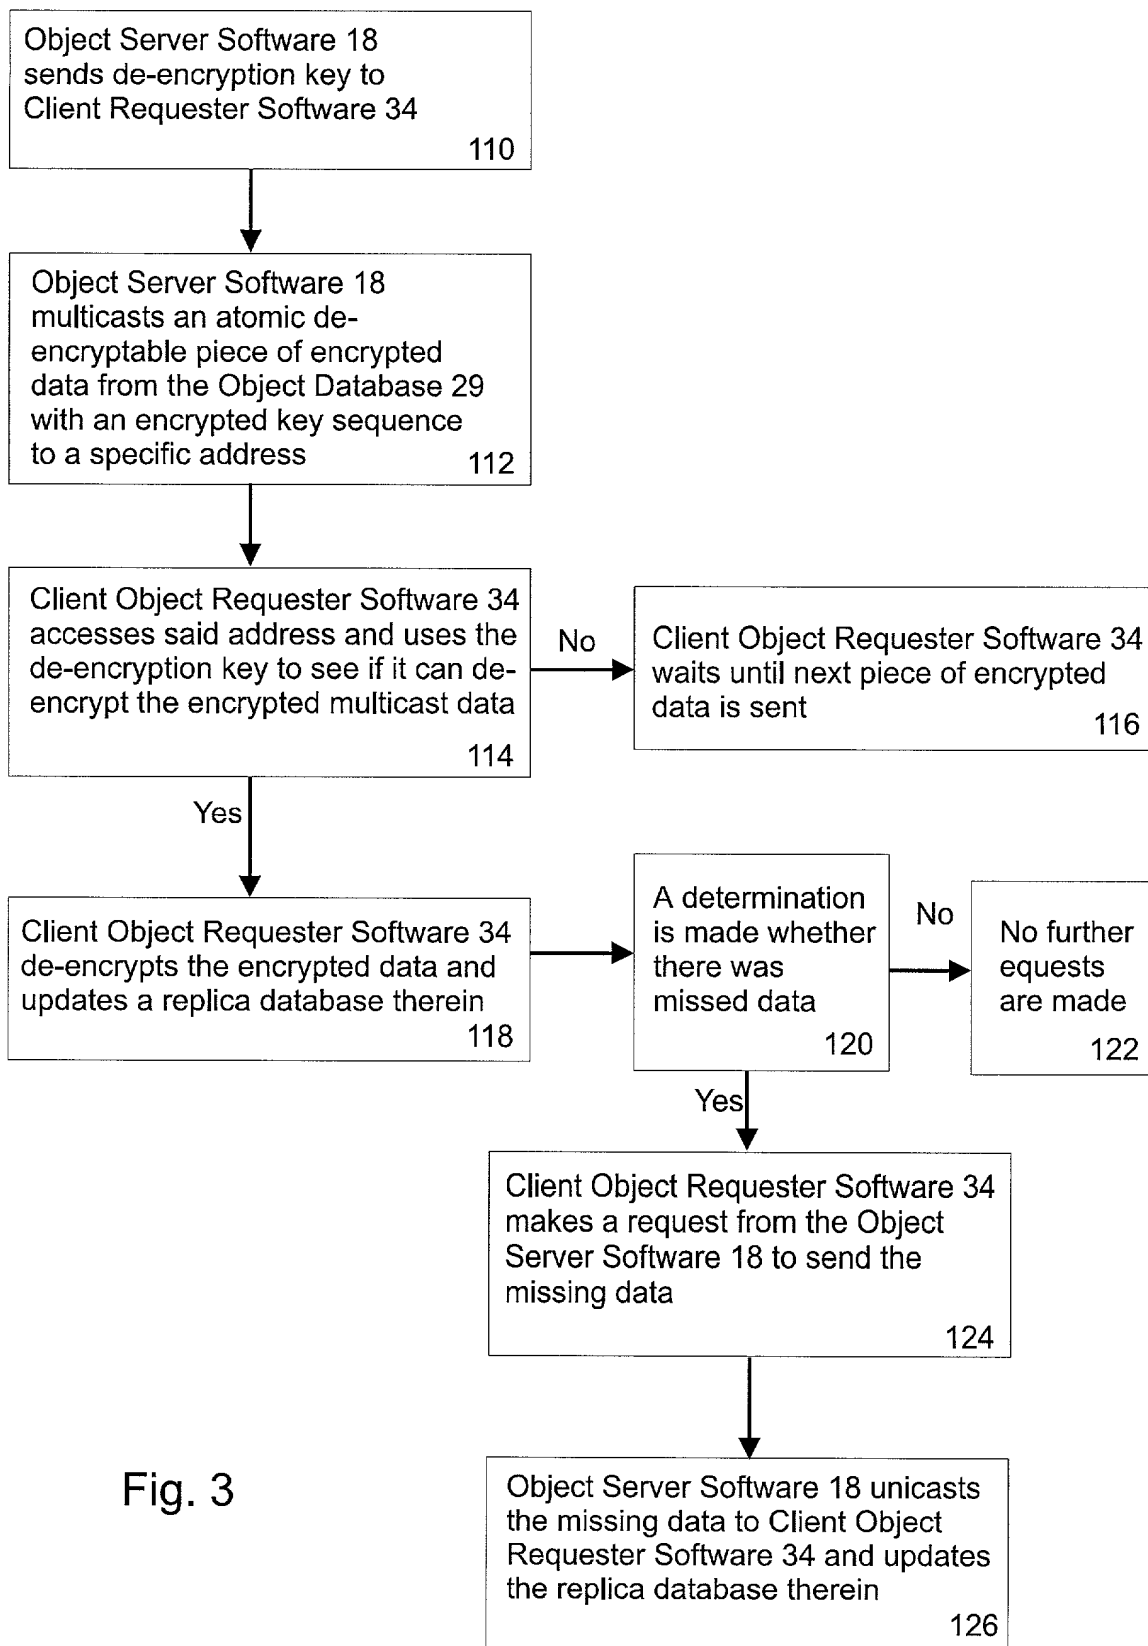 Object Server Software 18
sends de-encryption key to
Client Requester Software 34
110
Object Server Software 18
multicasts an atomic de-
encryptable piece of encrypted
data from the Object Database 29
with an encrypted key sequence
to a specific address
112
Client Object Requester Software 34
accesses said address and uses the
de-encryption key to see if it can de-
encrypt the encrypted multicast data
114
No
Client Object Requester Software 34
waits until next piece of encrypted
data is sent
116
Yes
Client Object Requester Software 34
de-encrypts the encrypted data and
updates a replica database therein
118
A determination
is made whether
there was
missed data
120
No
No further
equests
are made
122
Yes
Client Object Requester Software 34
makes a request from the Object
Server Software 18 to send the
missing data
124
Object Server Software 18 unicasts
the missing data to Client Object
Requester Software 34 and updates
the replica database therein
126
Fig. 3